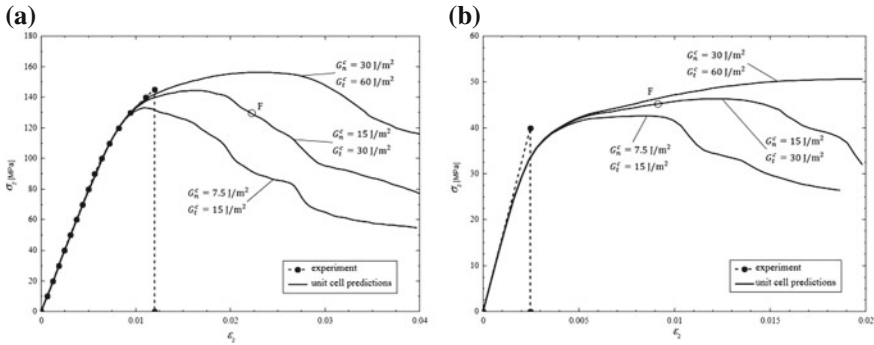 (a)
180
160
140
120
100
80
60
40
20
0
σ₂ [MPa]
0
0.01
0.02
0.03
0.04
ε₂
G_n^c = 30 J/m²
G_t^c = 60 J/m²
F
G_n^c = 15 J/m²
G_t^c = 30 J/m²
G_n^c = 7.5 J/m²
G_t^c = 15 J/m²
experiment
unit cell predictions
(b)
60
50
40
30
20
10
0
σ₂ [MPa]
0
0.005
0.01
0.015
0.02
ε₂
G_n^c = 30 J/m²
G_t^c = 60 J/m²
F
G_n^c = 15 J/m²
G_t^c = 30 J/m²
G_n^c = 7.5 J/m²
G_t^c = 15 J/m²
experiment
unit cell predictions